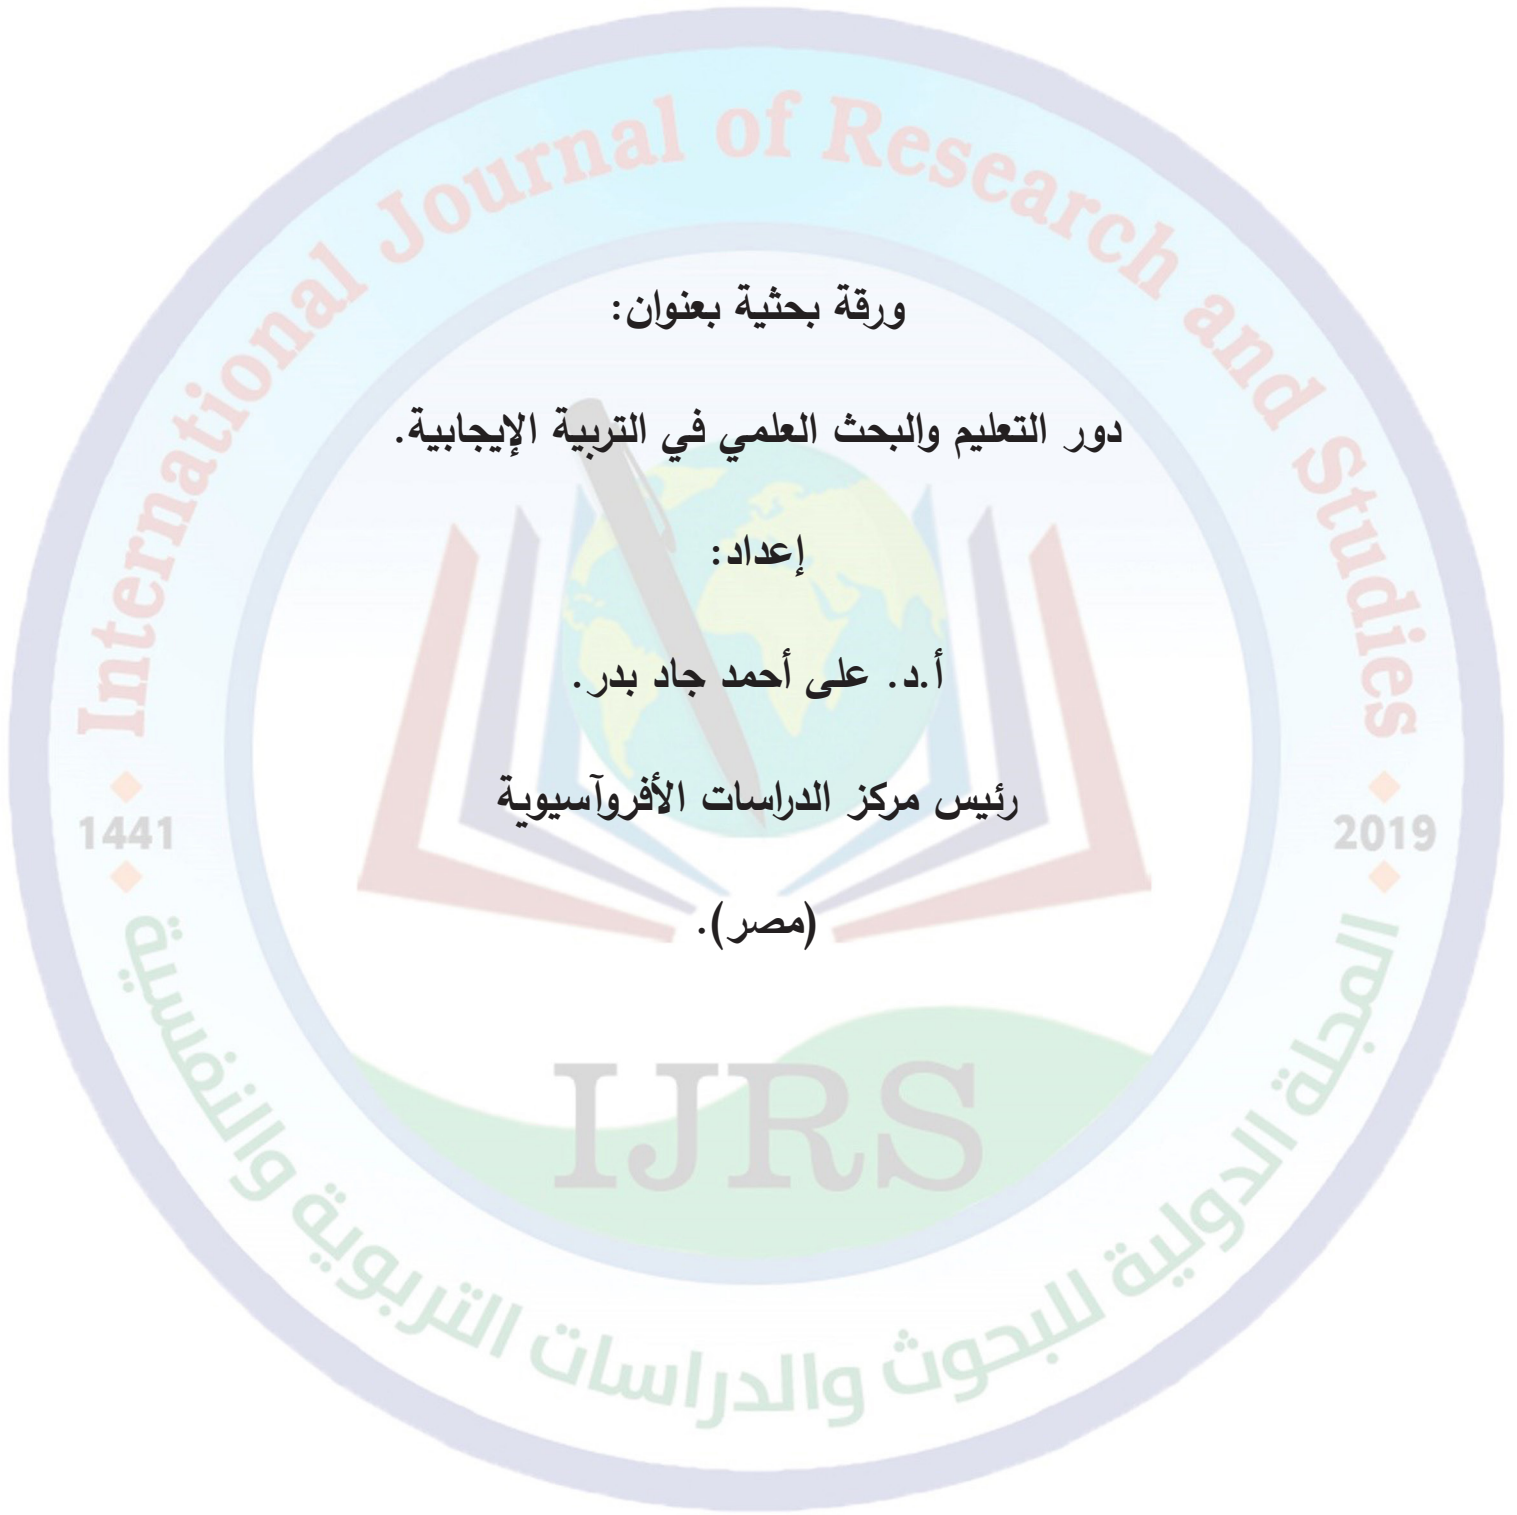 International Journal of Research and Studies
ورقة بحثية بعنوان:
دور التعليم والبحث العلمي في التربية الإيجابية.
إعداد:
أ.د. على أحمد جاد بدر.
رئيس مركز الدراسات الأفروآسيوية
(مصر).
1441
2019
IJRS
المجلة الدولية للبحوث والدراسات التربوية والنفسية